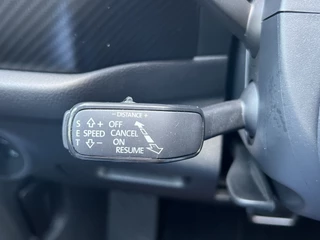 - DISTANCE +
S + OFF
E SPEED CANCEL
T - ON
RESUME